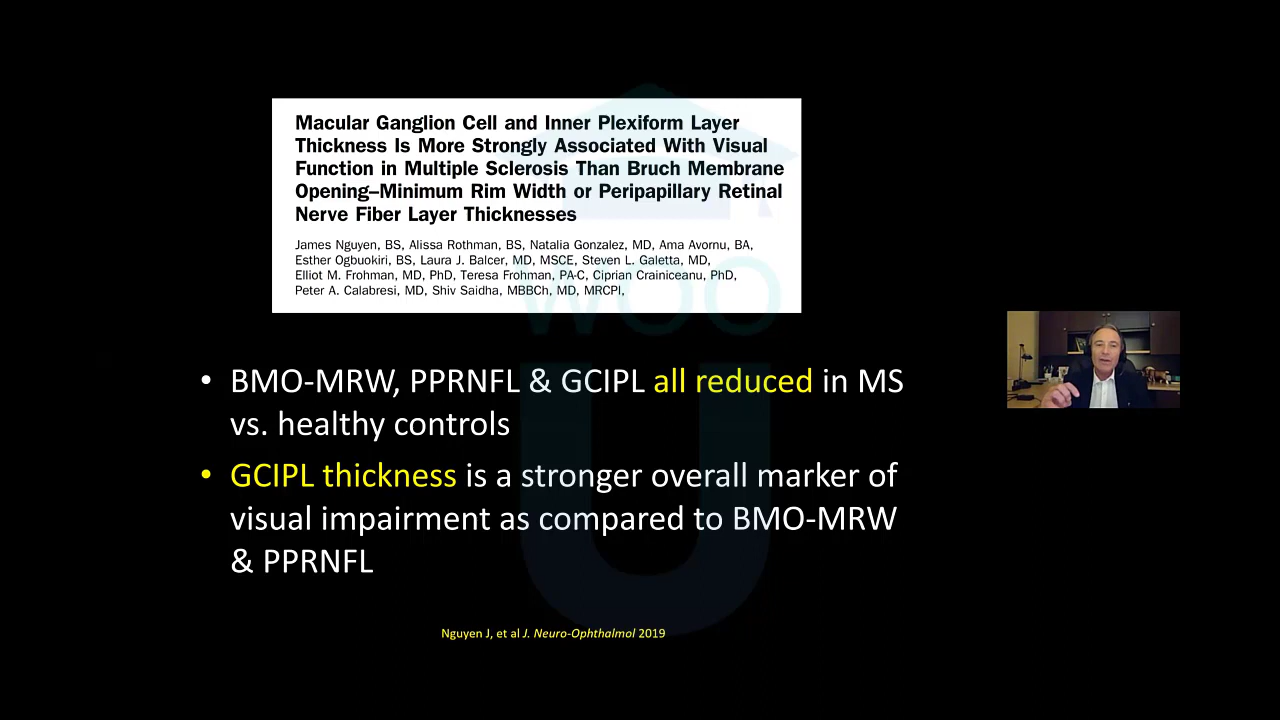 Macular Ganglion Cell and Inner Plexiform Layer
Thickness Is More Strongly Associated With Visual
Function in Multiple Sclerosis Than Bruch Membrane
Opening–Minimum Rim Width or Peripapillary Retinal
Nerve Fiber Layer Thicknesses
James Nguyen, BS, Alissa Rothman, BS, Natalia Gonzalez, MD, Ama Avornu, BA,
Esther Ogbuokiri, BS, Laura J. Balcer, MD, MSCE, Steven L. Galetta, MD,
Elliot M. Frohman, MD, PhD, Teresa Frohman, PA-C, Ciprian Crainiceanu, PhD,
Peter A. Calabresi, MD, Shiv Saidha, MBBCh, MD, MRCPI,
WOO
U
• BMO-MRW, PPRNFL & GCIPL all reduced in MS
vs. healthy controls
• GCIPL thickness is a stronger overall marker of
visual impairment as compared to BMO-MRW
& PPRNFL
Nguyen J, et al J. Neuro-Ophthalmol 2019